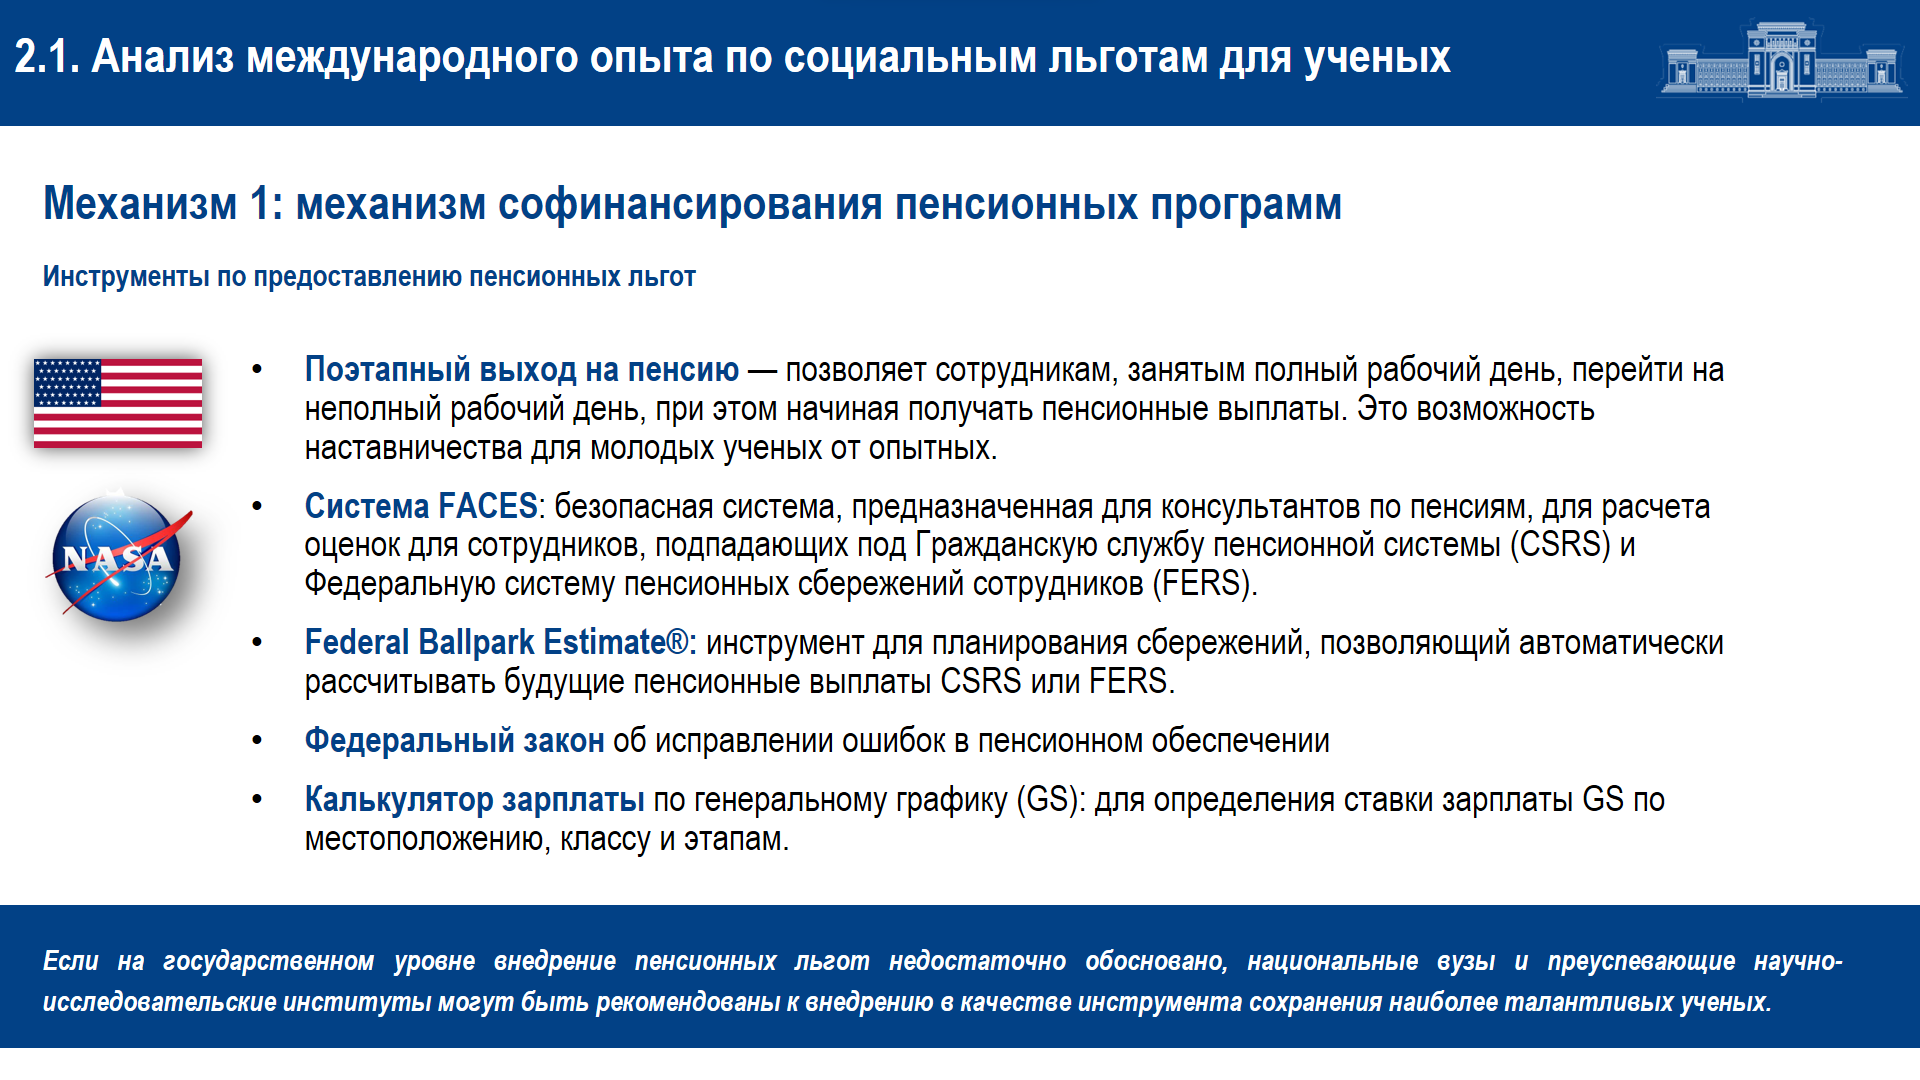 2.1. Анализ международного опыта по социальным льготам для ученых
Механизм 1: механизм софинансирования пенсионных программ
Инструменты по предоставлению пенсионных льгот
• Поэтапный выход на пенсию — позволяет сотрудникам, занятым полный рабочий день, перейти на
неполный рабочий день, при этом начиная получать пенсионные выплаты. Это возможность
наставничества для молодых ученых от опытных.
NASA
• Система FACES: безопасная система, предназначенная для консультантов по пенсиям, для расчета
оценок для сотрудников, подпадающих под Гражданскую службу пенсионной системы (CSRS) и
Федеральную систему пенсионных сбережений сотрудников (FERS).
• Federal Ballpark Estimate®: инструмент для планирования сбережений, позволяющий автоматически
рассчитывать будущие пенсионные выплаты CSRS или FERS.
• Федеральный закон об исправлении ошибок в пенсионном обеспечении
• Калькулятор зарплаты по генеральному графику (GS): для определения ставки зарплаты GS по
местоположению, классу и этапам.
Если на государственном уровне внедрение пенсионных льгот недостаточно обосновано, национальные вузы и преуспевающие научно-
исследовательские институты могут быть рекомендованы к внедрению в качестве инструмента сохранения наиболее талантливых ученых.